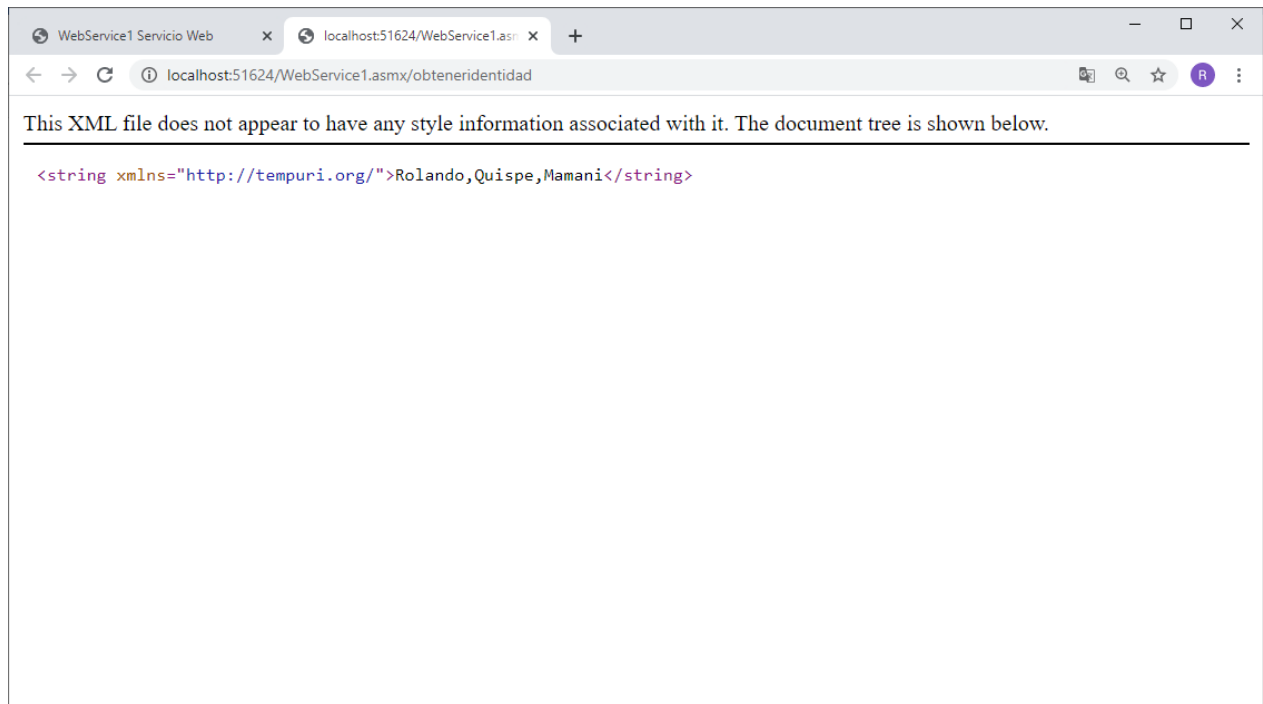 WebService1 Servicio Web
localhost:51624/WebService1.asn
localhost:51624/WebService1.asmx/obteneridentidad
R
This XML file does not appear to have any style information associated with it. The document tree is shown below.
<string xmlns="http://tempuri.org/">Rolando,Quispe,Mamani</string>